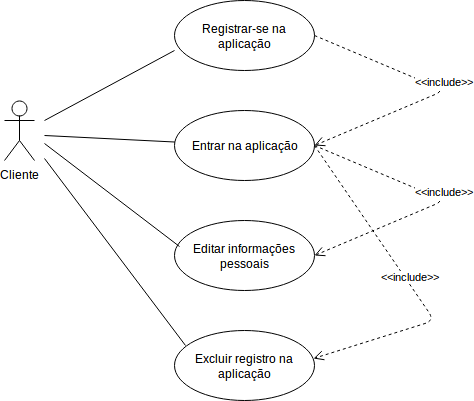 Registrar-se na
aplicação
<<include>>
Entrar na aplicação
Cliente
<<include>>
Editar informações
pessoais
<<include>>
Excluir registro na
aplicação